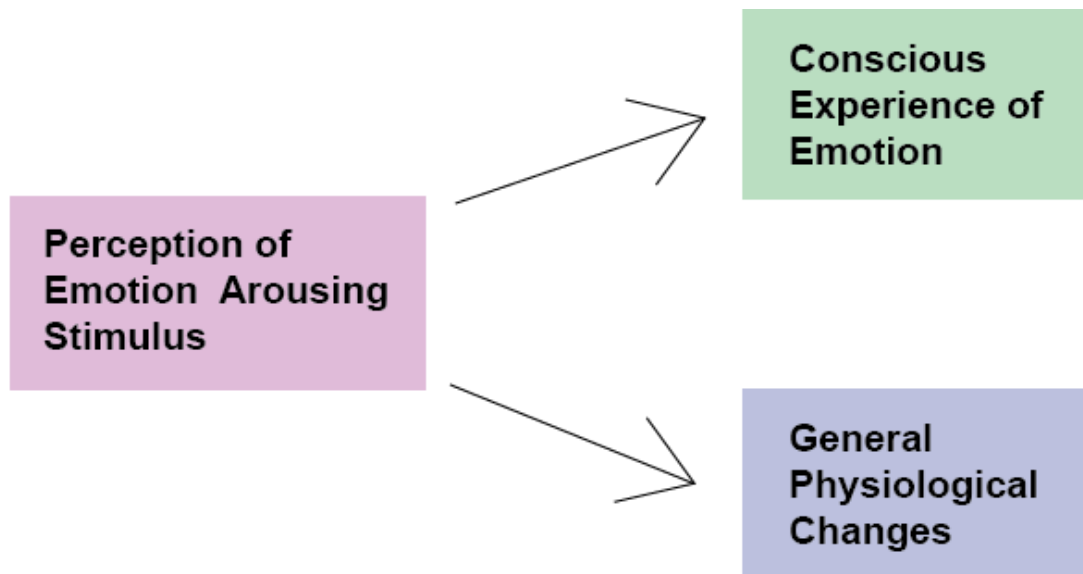 Conscious
Experience of
Emotion
Perception of
Emotion  Arousing
Stimulus
General
Physiological
Changes